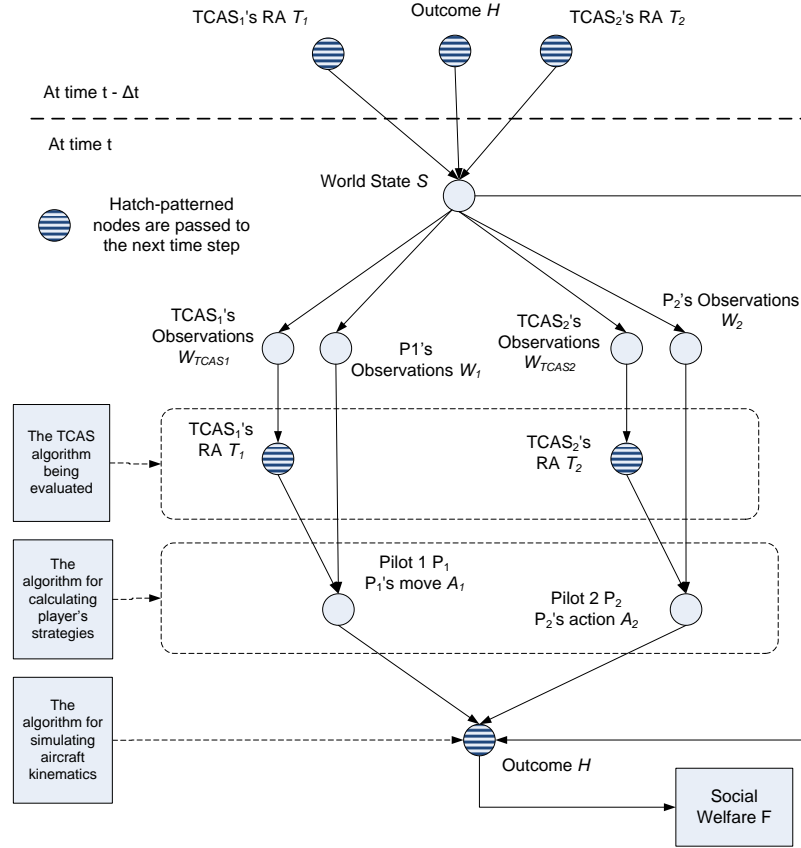 TCAS1's RA T1
Outcome H
TCAS2's RA T2
At time t - Δt
At time t
World State S
Hatch-patterned
nodes are passed to
the next time step
TCAS1's
Observations
WTCAS1
P1's
Observations W1
TCAS2's
Observations
WTCAS2
P2's Observations
W2
The TCAS
algorithm
being
evaluated
TCAS1's
RA T1
TCAS2's
RA T2
The
algorithm for
calculating
player's
strategies
Pilot 1 P1
P1's move A1
Pilot 2 P2
P2's action A2
The
algorithm for
simulating
aircraft
kinematics
Outcome H
Social
Welfare F